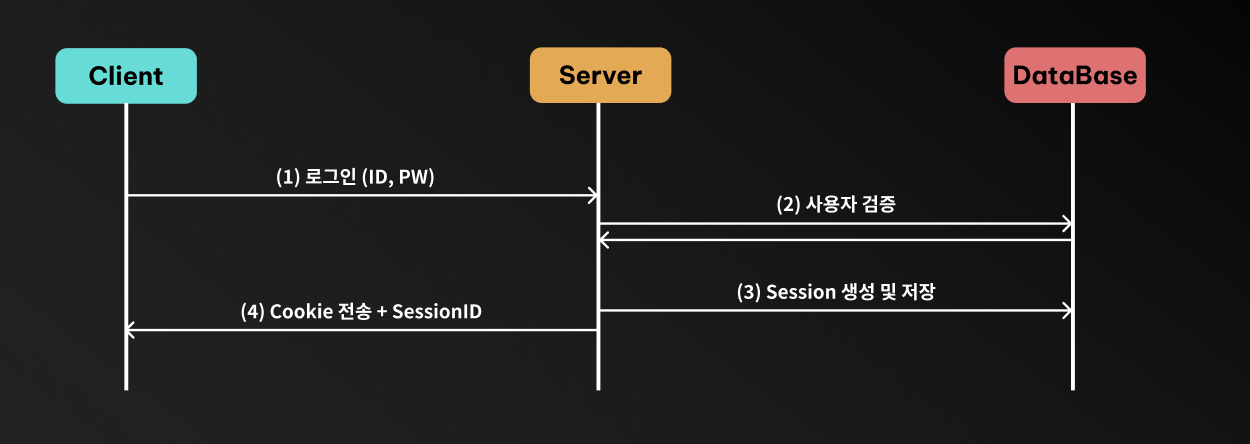 Client
Server
DataBase
(1) 로그인 (ID, PW)
(2) 사용자 검증
(3) Session 생성 및 저장
(4) Cookie 전송 + SessionID